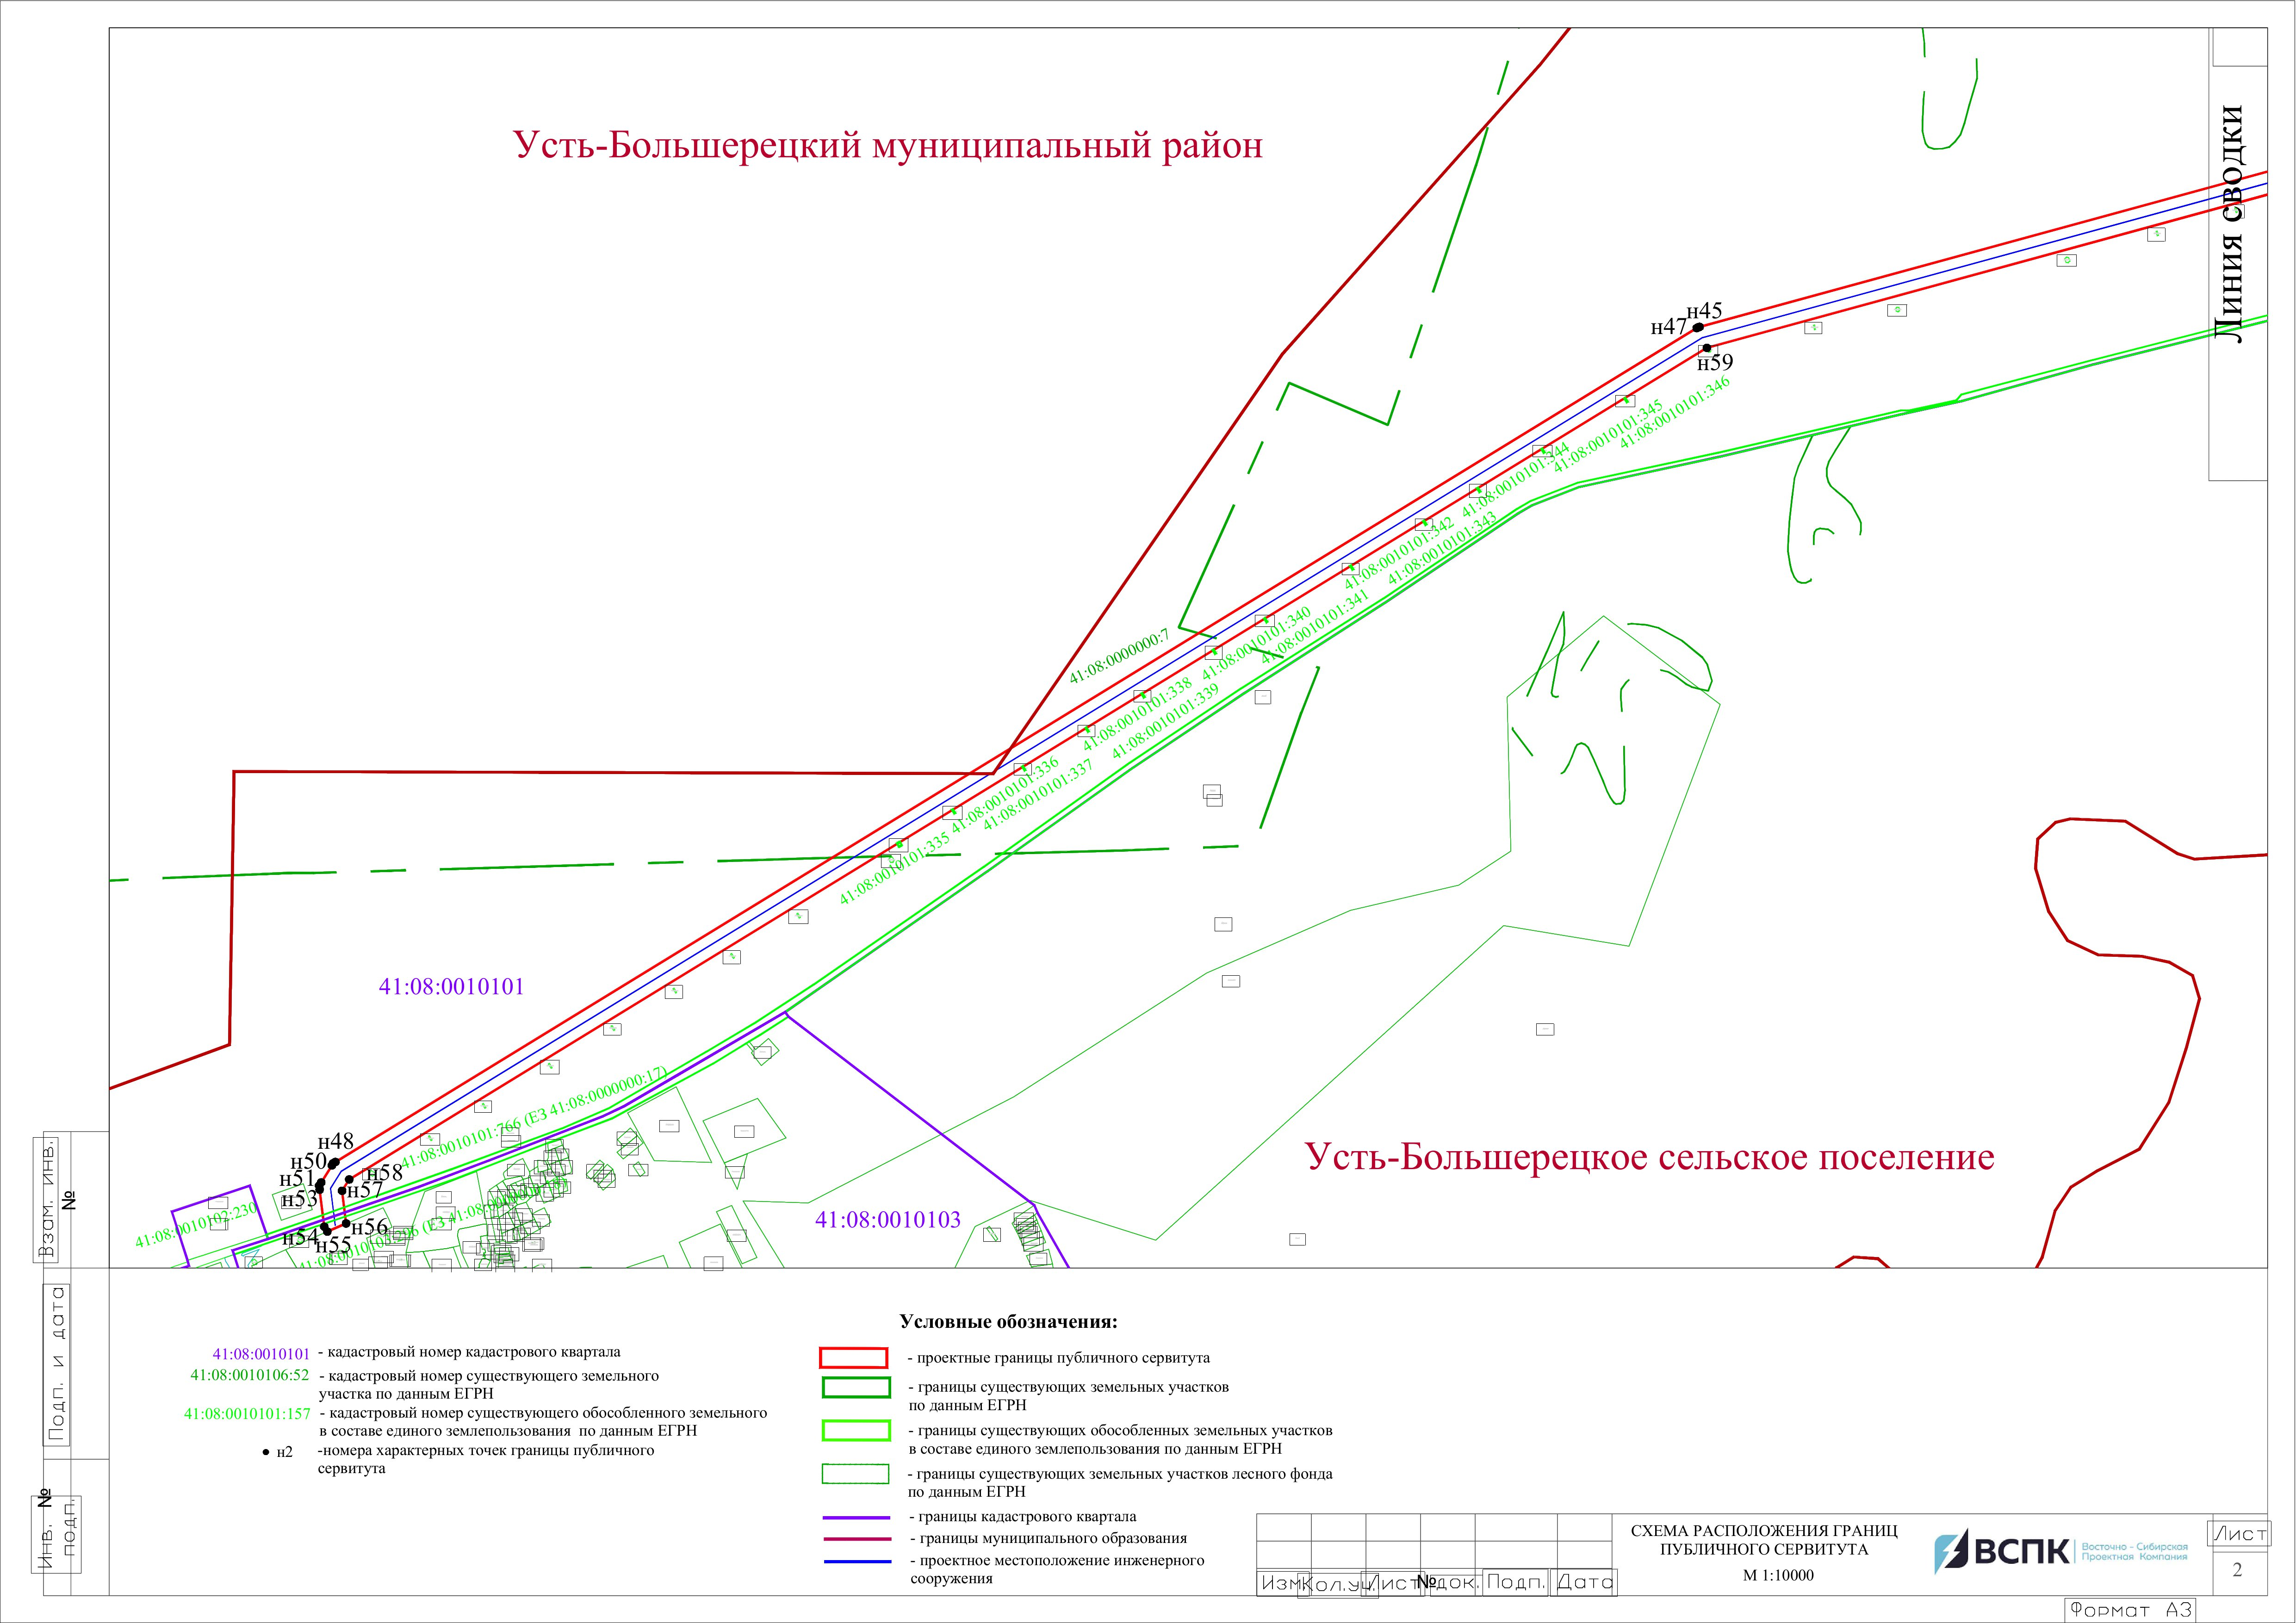 Усть-Большерецкий муниципальный район
Линия сводки
н45
н47
н59
41:08:0010101:346
41:08:0010101:345
41:08:0010101:344
41:08:0010101:343
41:08:0010101:342
41:08:0010101:341
41:08:0010101:340
41:08:0000000:7
41:08:0010101:339
41:08:0010101:338
41:08:0010101:337
41:08:0010101:336
41:08:0010101:335
41:08:0010101
41:08:0010101:766 (ЕЗ 41:08:0000000:17)
н48
н50
н51
н53
н58
н57
н56
н54
н55
41:08:0010102:230
41:08:0010103
Усть-Большерецкое сельское поселение
Взам. инв. №
Подп. и дата
Инв. № подп.
Условные обозначения:
41:08:0010101 - кадастровый номер кадастрового квартала
41:08:0010106:52 - кадастровый номер существующего земельного
участка по данным ЕГРН
41:08:0010101:157 - кадастровый номер существующего обособленного земельного
в составе единого землепользования по данным ЕГРН
н2 -номера характерных точек границы публичного
сервитута
- проектные границы публичного сервитута
- границы существующих земельных участков
по данным ЕГРН
- границы существующих обособленных земельных участков
в составе единого землепользования по данным ЕГРН
- границы существующих земельных участков лесного фонда
по данным ЕГРН
- границы кадастрового квартала
- границы муниципального образования
- проектное местоположение инженерного
сооружения
Изм Кол.уч. Лист №док. Подп. Дата
СХЕМА РАСПОЛОЖЕНИЯ ГРАНИЦ
ПУБЛИЧНОГО СЕРВИТУТА
М 1:10000
ВСПК
Восточно - Сибирская
Проектная Компания
Лист
2
Формат А3